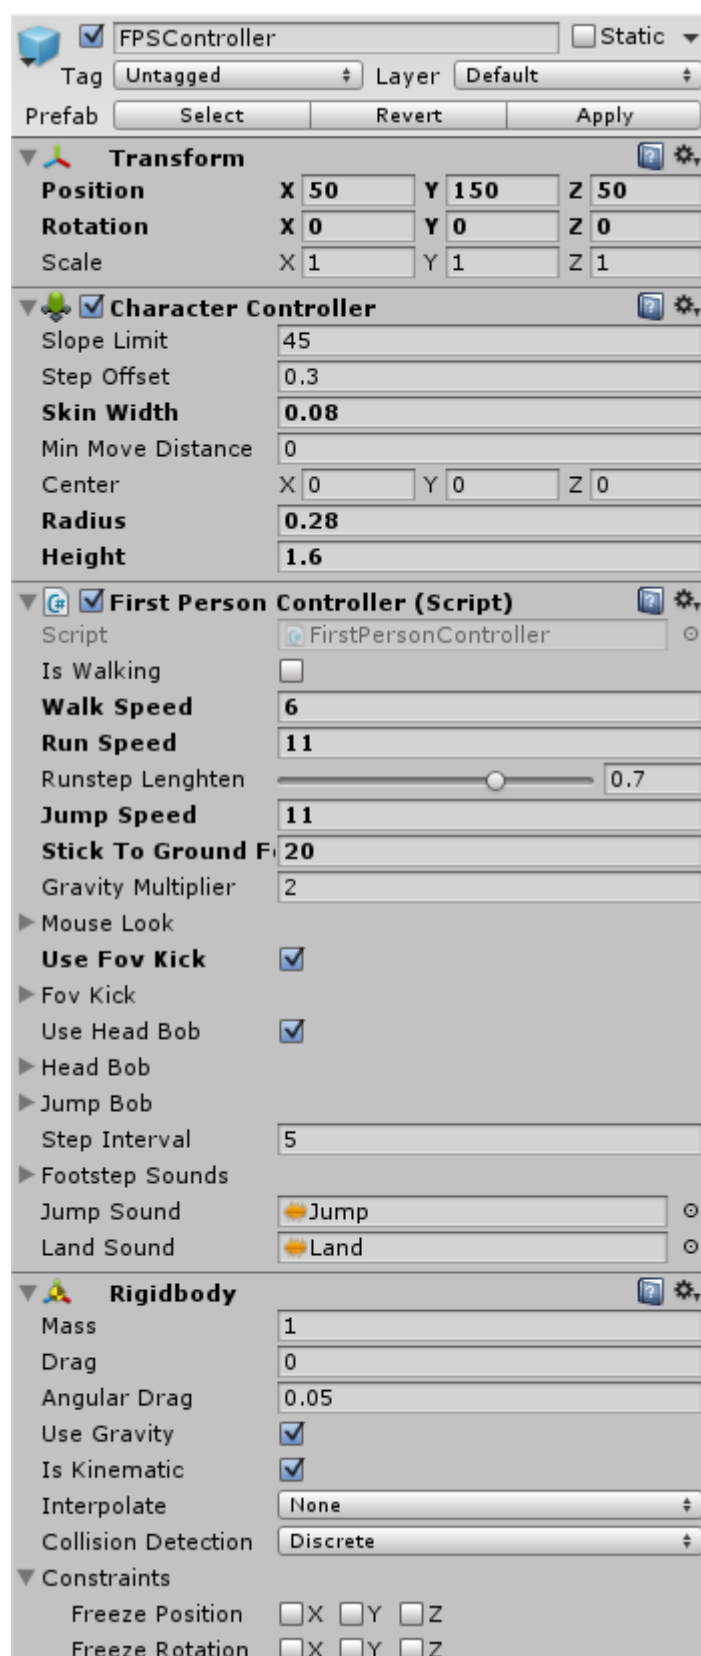 FPSController Static
Tag Untagged Layer Default
Prefab Select Revert Apply
Transform
Position X 50 Y 150 Z 50
Rotation X 0 Y 0 Z 0
Scale X 1 Y 1 Z 1
Character Controller
Slope Limit 45
Step Offset 0.3
Skin Width 0.08
Min Move Distance 0
Center X 0 Y 0 Z 0
Radius 0.28
Height 1.6
First Person Controller (Script)
Script FirstPersonController
Is Walking
Walk Speed 6
Run Speed 11
Runstep Lenghten 0.7
Jump Speed 11
Stick To Ground Fo 20
Gravity Multiplier 2
Mouse Look
Use Fov Kick
Fov Kick
Use Head Bob
Head Bob
Jump Bob
Step Interval 5
Footstep Sounds
Jump Sound Jump
Land Sound Land
Rigidbody
Mass 1
Drag 0
Angular Drag 0.05
Use Gravity
Is Kinematic
Interpolate None
Collision Detection Discrete
Constraints
Freeze Position X Y Z
Freeze Rotation X Y Z